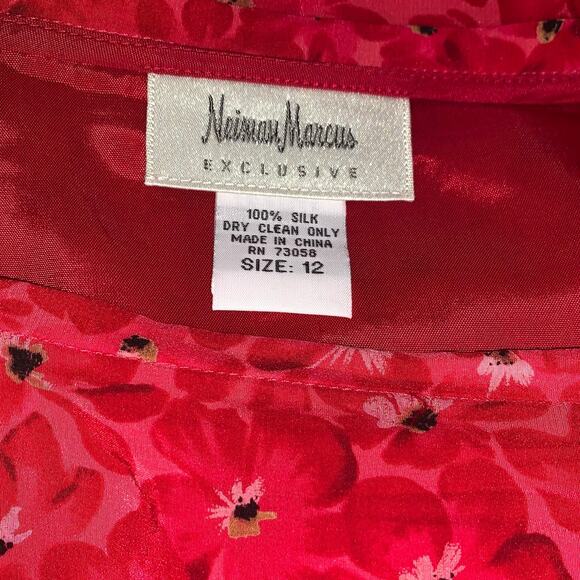 Neiman Marcus
EXCLUSIVE
100% SILK
DRY CLEAN ONLY
MADE IN CHINA
RN 73058
SIZE: 12